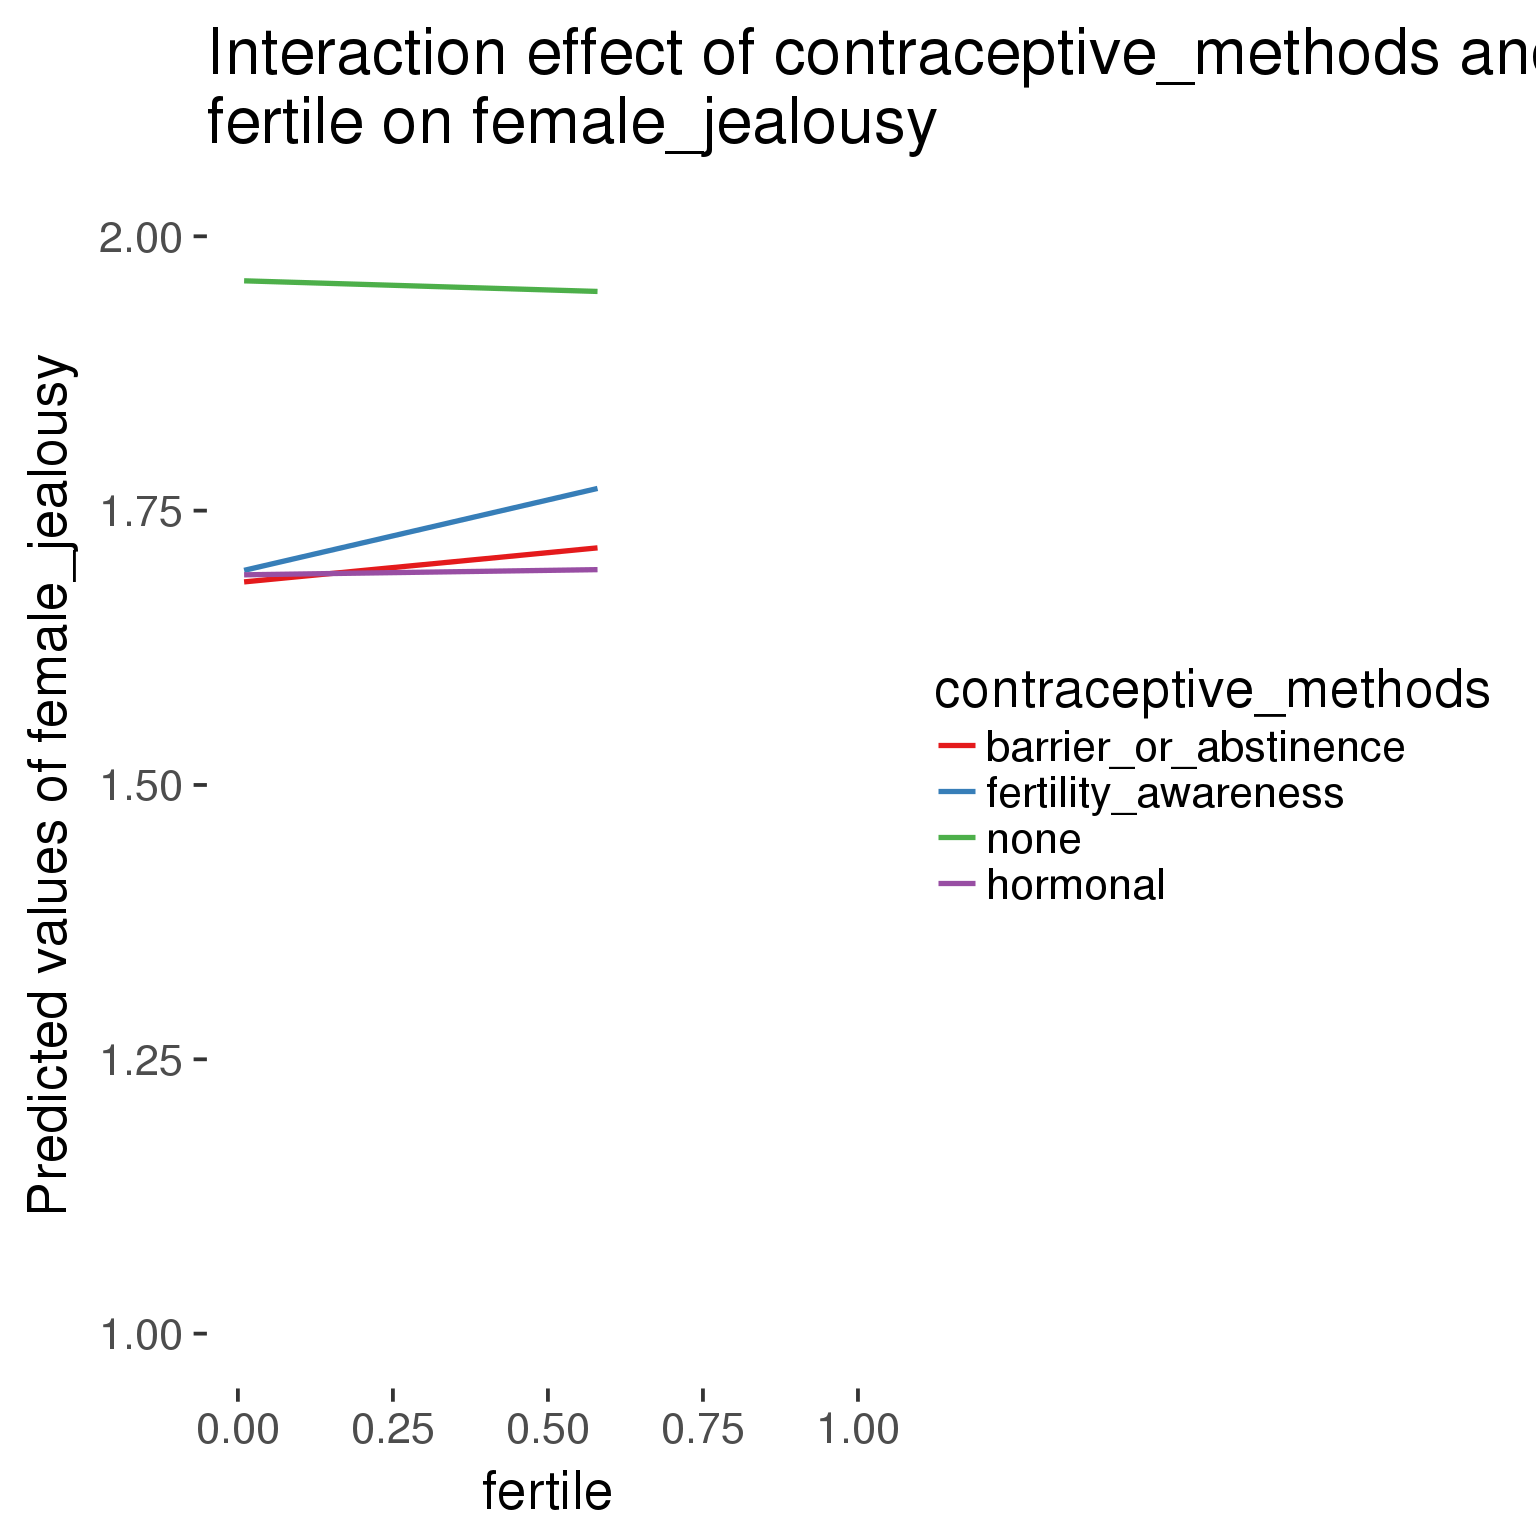 Interaction effect of contraceptive_methods and
fertile on female_jealousy
Predicted values of female_jealousy
2.00
1.75
1.50
1.25
1.00
0.00 0.25 0.50 0.75 1.00
fertile
contraceptive_methods
barrier_or_abstinence
fertility_awareness
none
hormonal